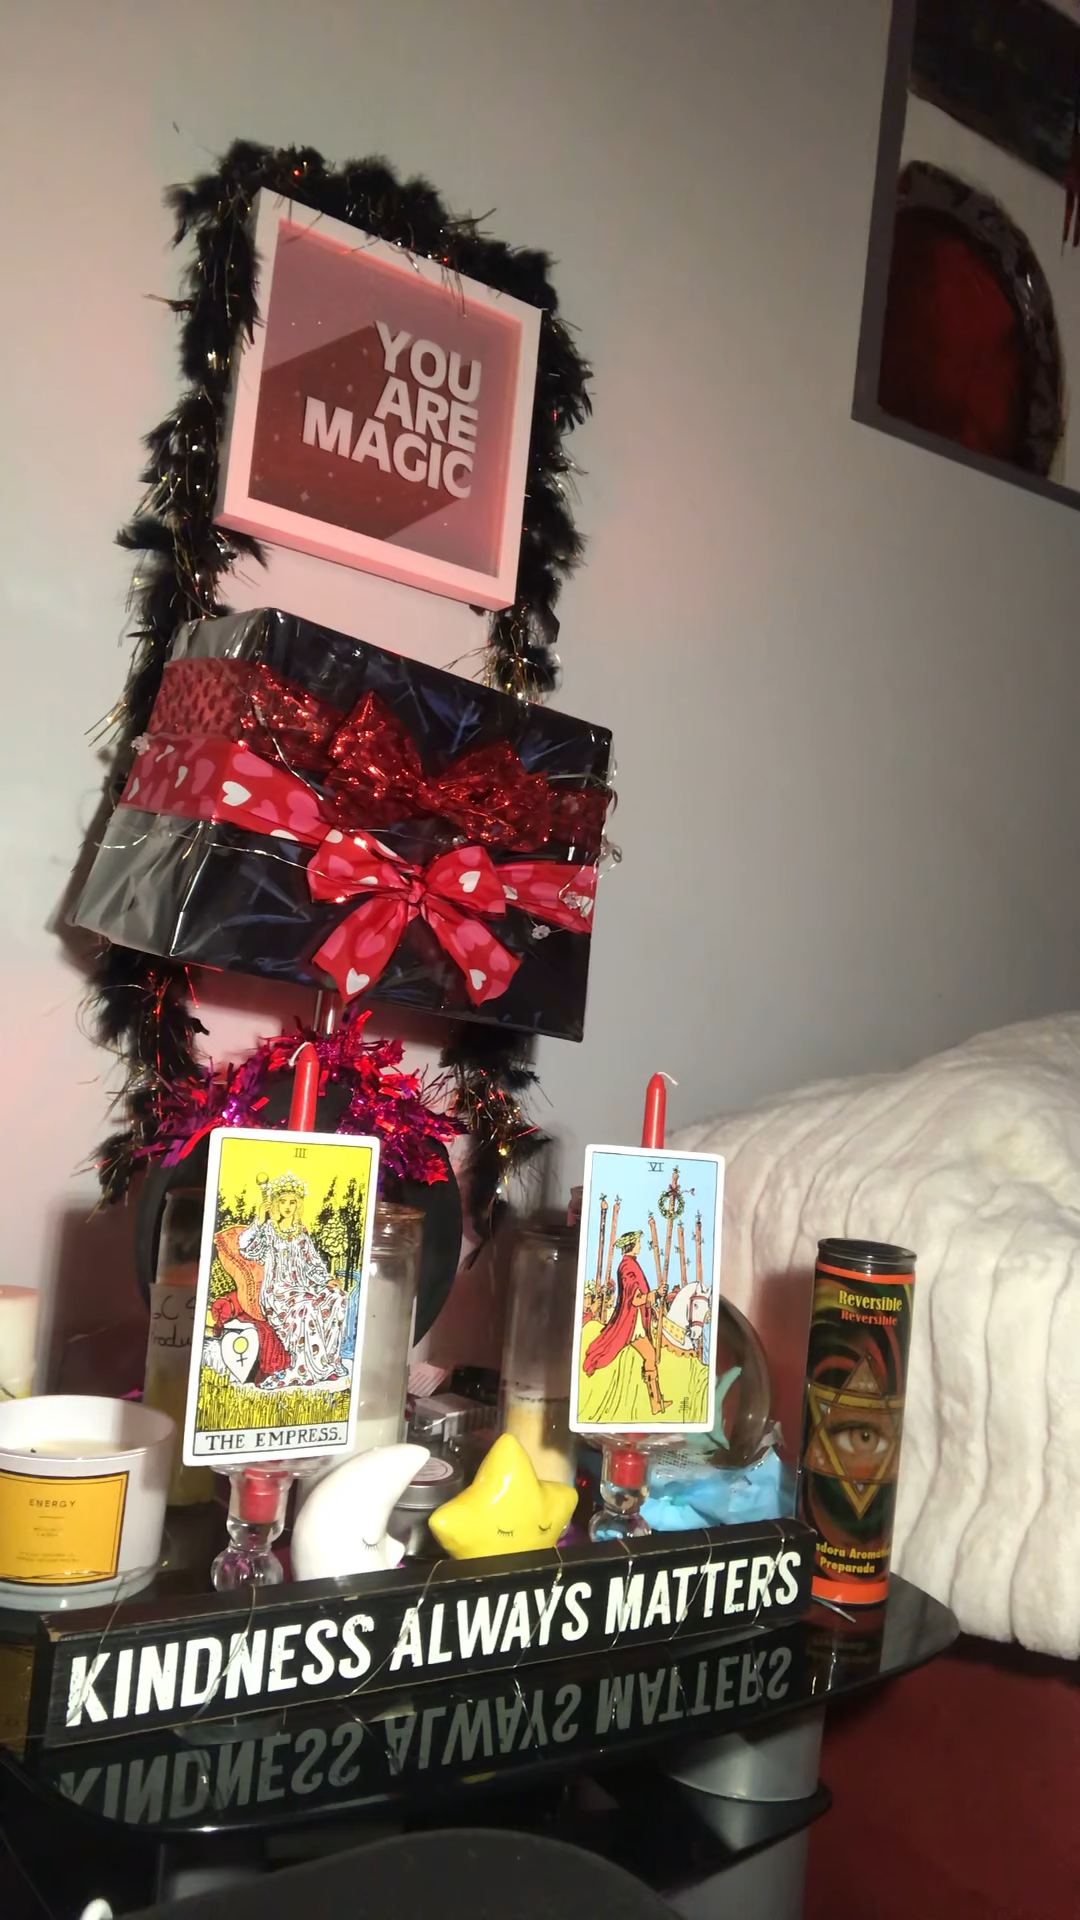 YOU
ARE
MAGIC
III
THE EMPRESS.
VI
Reversible
Reversible
Preparada
ENERGY
KINDNESS ALWAYS MATTERS